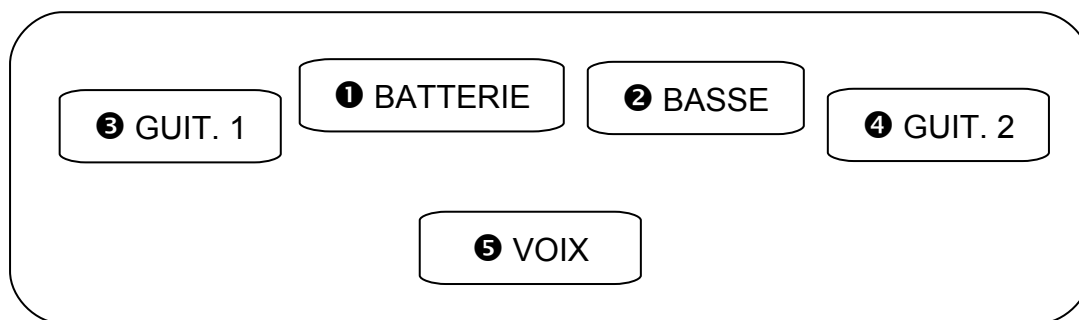 ❶ BATTERIE
❷ BASSE
❸ GUIT. 1
❹ GUIT. 2
❺ VOIX